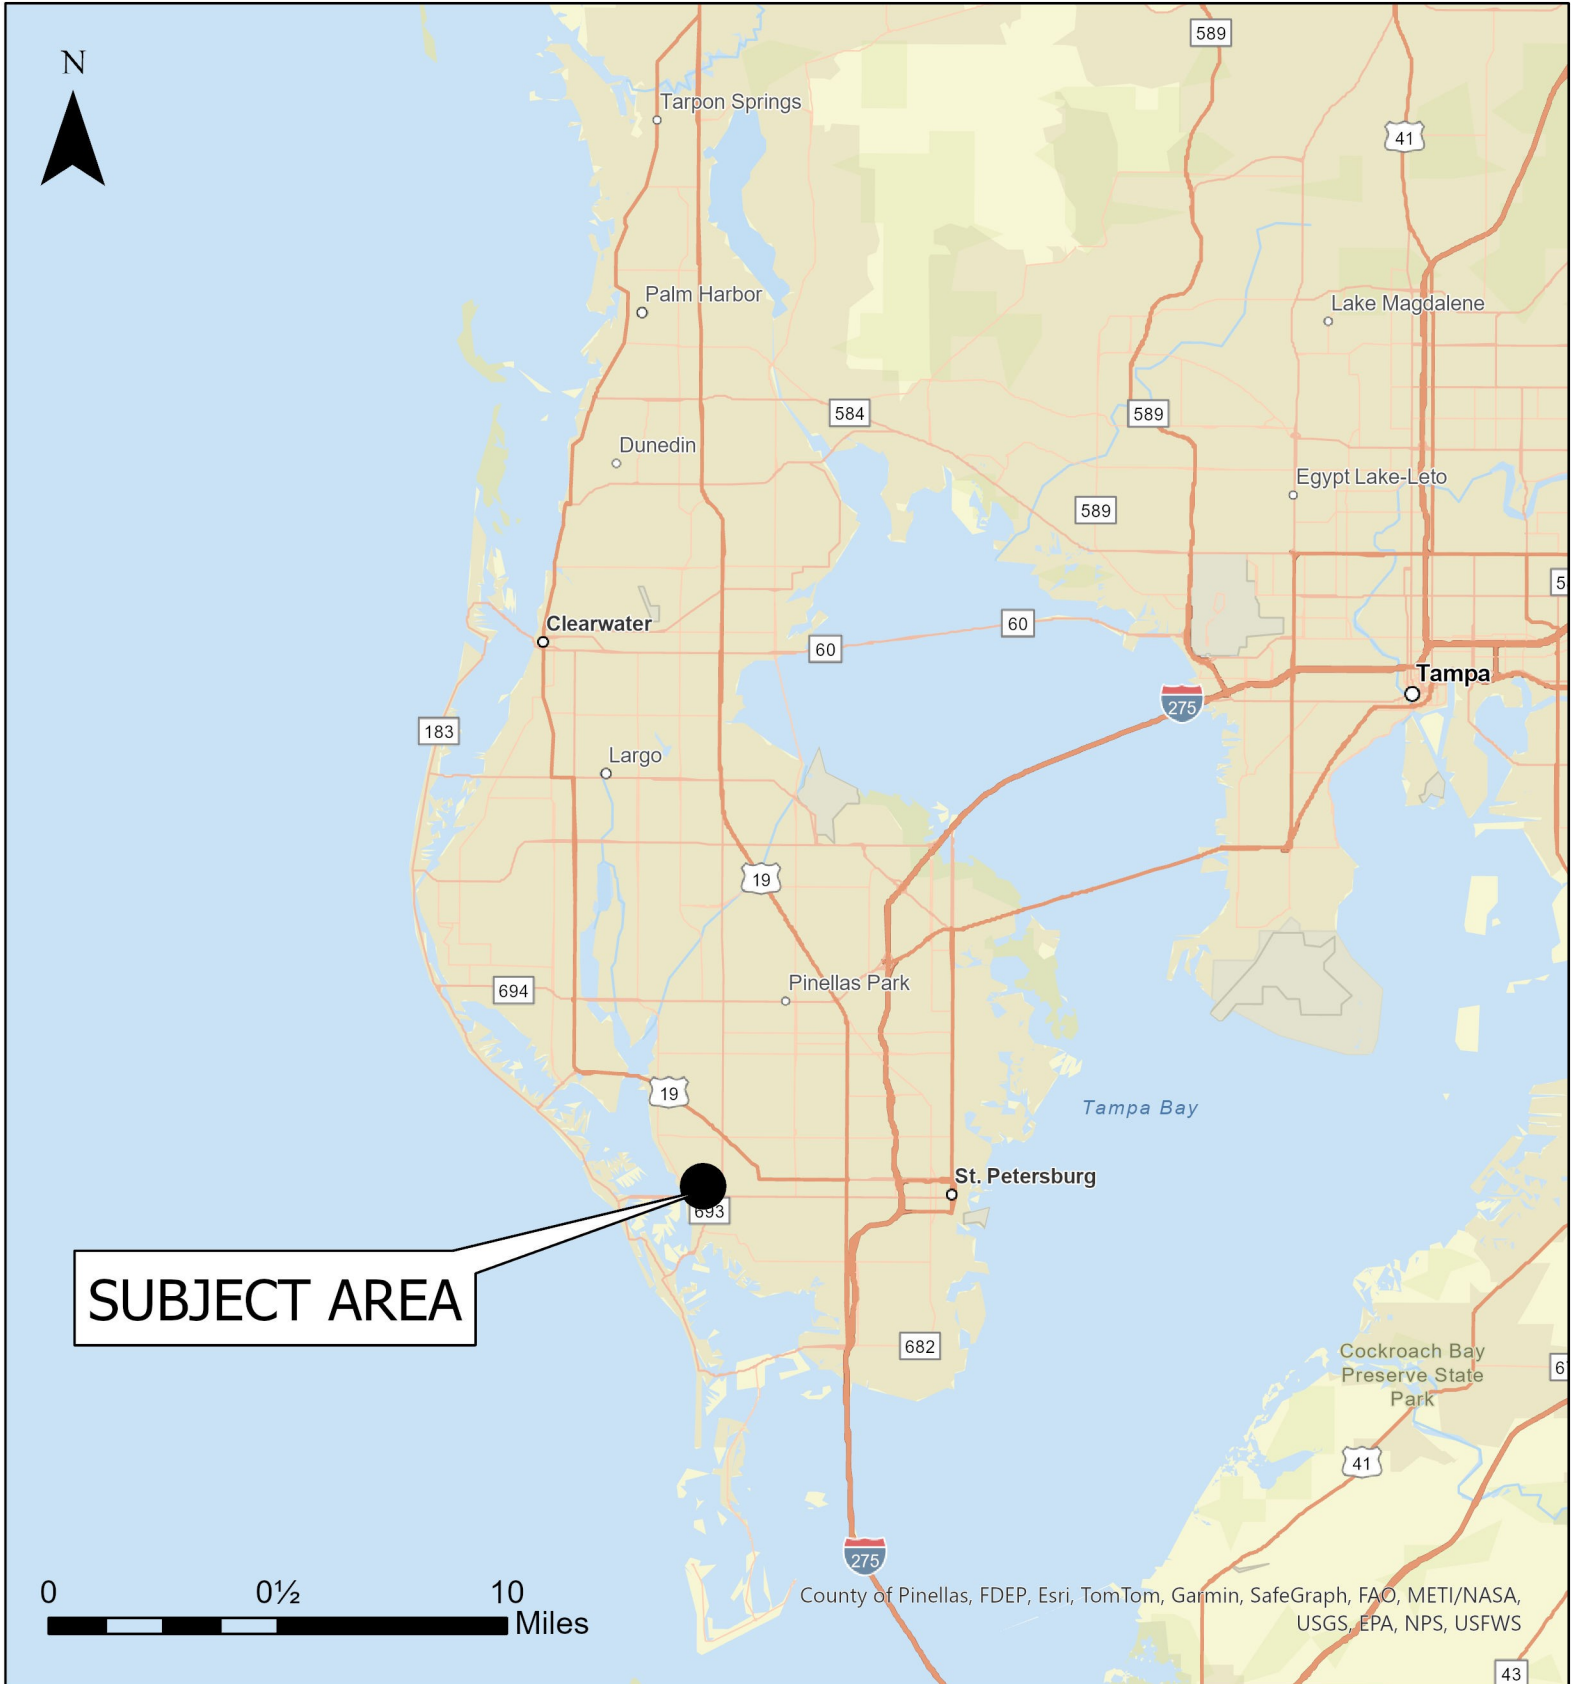 589
N
Tarpon Springs
41
Palm Harbor
Lake Magdalene
584
589
Dunedin
Egypt Lake-Leto
589
5
Clearwater
60
60
Tampa
275
183
Largo
19
Pinellas Park
694
19
Tampa Bay
St. Petersburg
693
SUBJECT AREA
682
Cockroach Bay
Preserve State
Park
6
41
275
0 0½ 10
Miles
County of Pinellas, FDEP, Esri, TomTom, Garmin, SafeGraph, FAO, METI/NASA,
USGS, EPA, NPS, USFWS
43